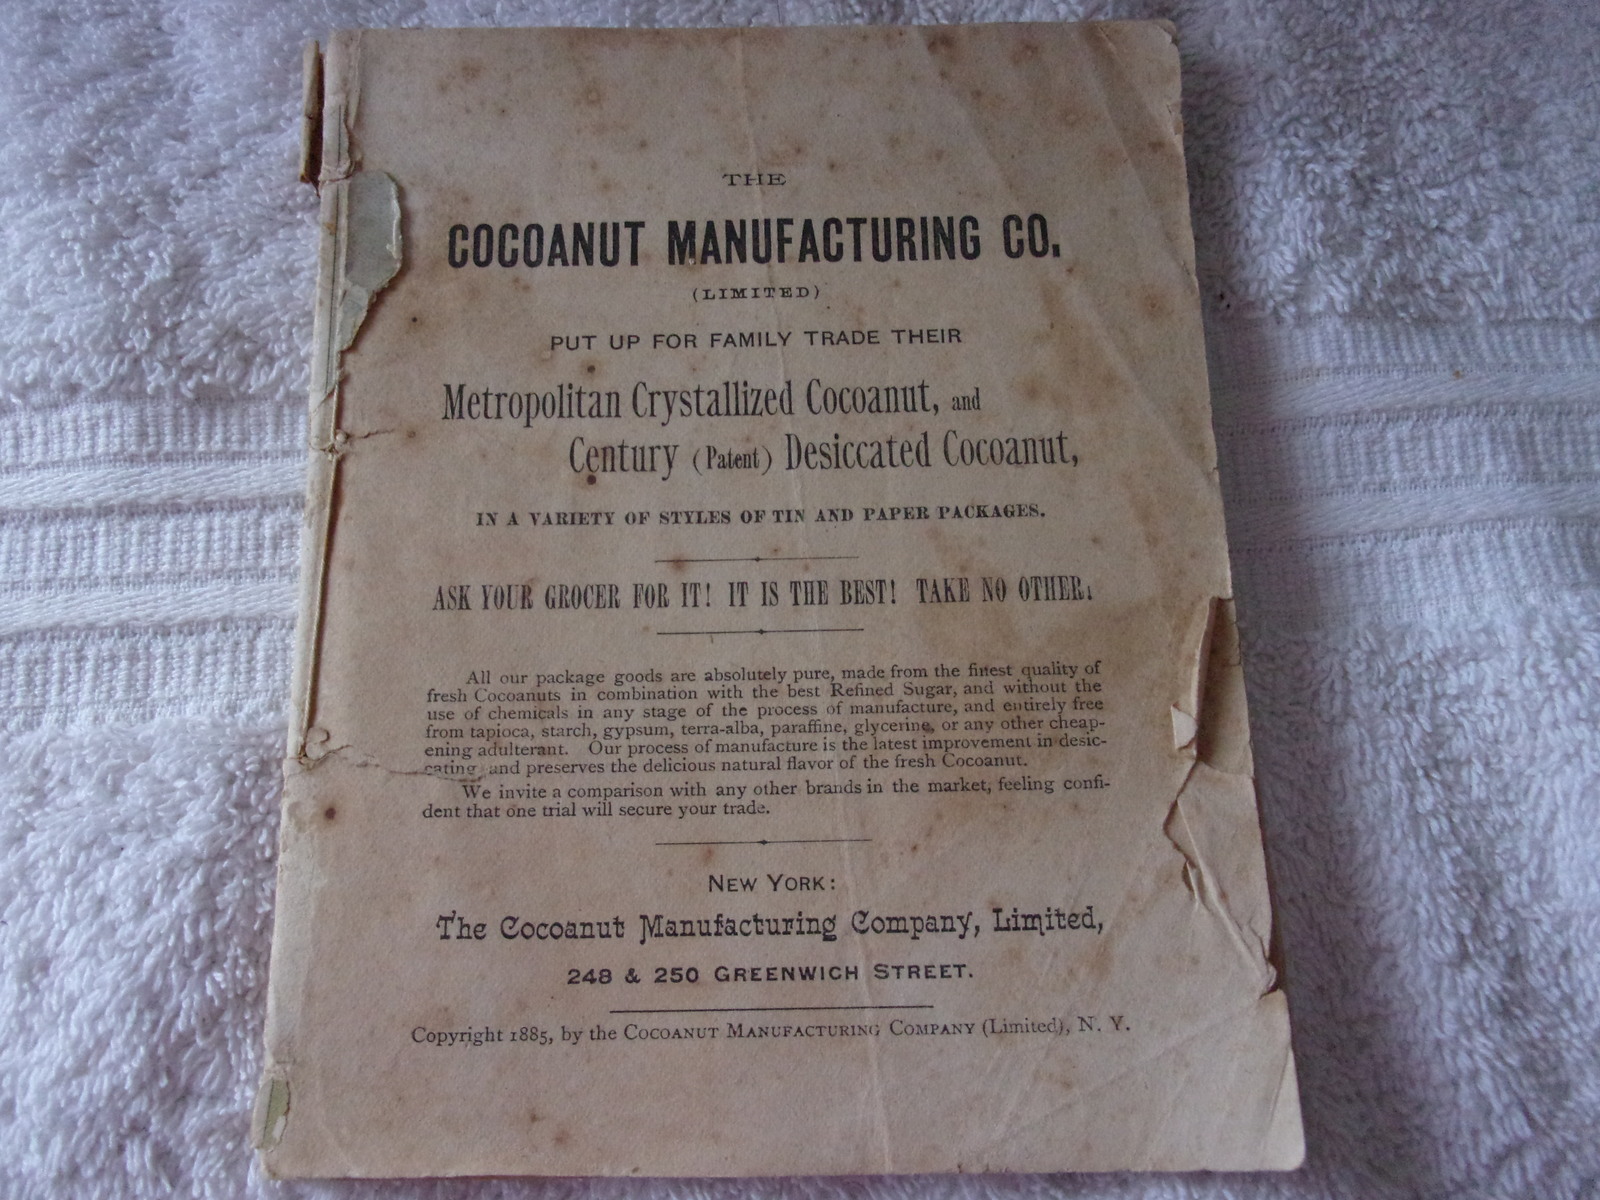 THE
COCOANUT MANUFACTURING CO.
(LIMITED)
PUT UP FOR FAMILY TRADE THEIR
Metropolitan Crystallized Cocoanut, and
Century (Patent) Desiccated Cocoanut,
IN A VARIETY OF STYLES OF TIN AND PAPER PACKAGES.
ASK YOUR GROCER FOR IT! IT IS THE BEST! TAKE NO OTHER.
All our package goods are absolutely pure, made from the finest quality of
fresh Cocoanuts in combination with the best Refined Sugar, and without the
use of chemicals in any stage of the process of manufacture, and entirely free
from tapioca, starch, gypsum, terra-alba, paraffine, glycerine, or any other cheap-
ening adulterant. Our process of manufacture is the latest improvement in desic-
cating and preserves the delicious natural flavor of the fresh Cocoanut.
We invite a comparison with any other brands in the market, feeling confi-
dent that one trial will secure your trade.
NEW YORK:
The Cocoanut Manufacturing Company, Limited,
248 & 250 GREENWICH STREET.
Copyright 1885, by the COCOANUT MANUFACTURING COMPANY (Limited), N. Y.